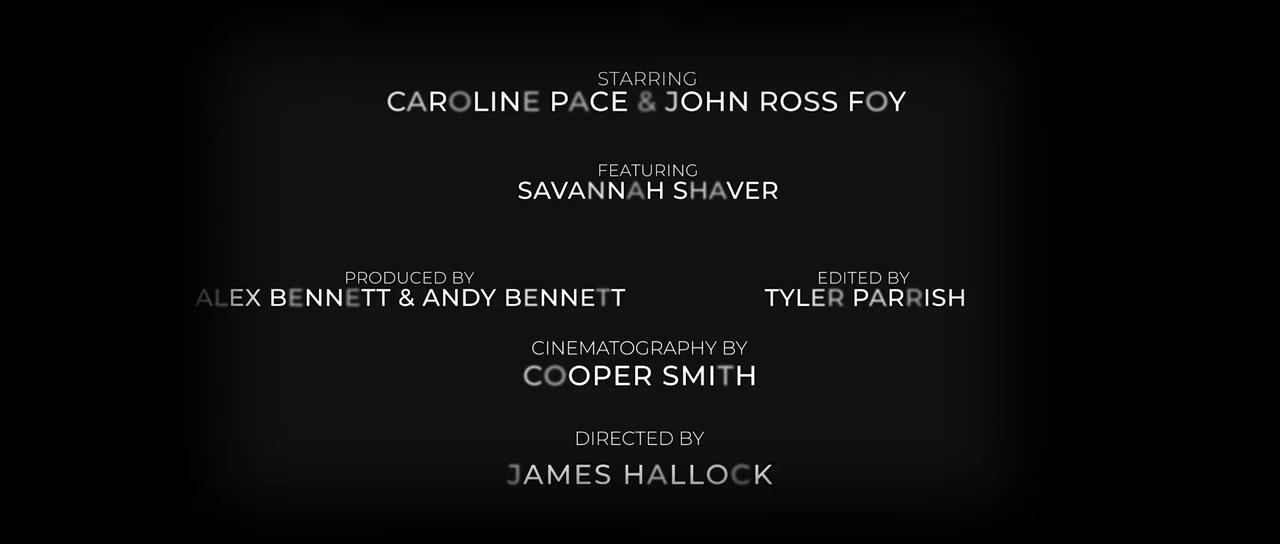 STARRING
CAROLINE PACE & JOHN ROSS FOY
FEATURING
SAVANNAH SHAVER
PRODUCED BY
ALEX BENNETT & ANDY BENNETT
EDITED BY
TYLER PARRISH
CINEMATOGRAPHY BY
COOPER SMITH
DIRECTED BY
JAMES HALLOCK